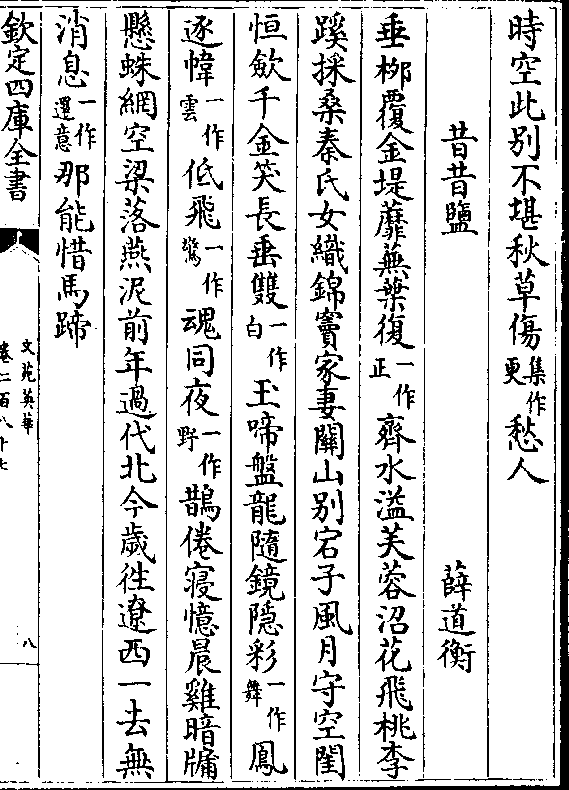 時空此别不堪秋草傷集作更愁人
昔昔鹽 薛道衡
垂栁覆金堤蘼蕪葉復一作正齊水溢芙蓉沼花飛桃李
蹊採桑秦氏女織錦竇家妻關山别宕子風月守空閨
恒斂千金笑長垂雙一作白玉啼盤龍隨鏡隠彩一作舞鳳
逐幃一作雲低飛一作驚魂同夜一作野鵲倦寢憶晨雞暗牖
懸蛛網空梁落燕泥前年過代北今歳徃遼西一去無
消息一作還意那能惜馬蹄
欽定四庫全書
文苑英華
卷二百八十七
八